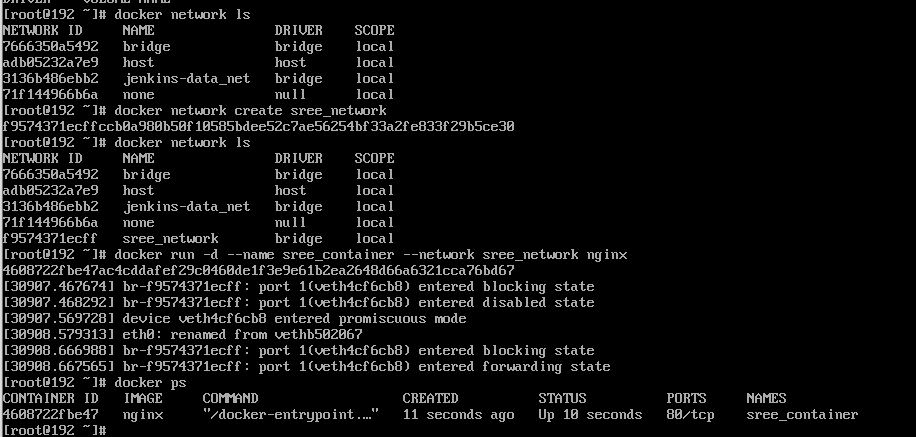 DRIVER    VOLUME NAME
[root@192 ~]# docker network ls
NETWORK ID     NAME               DRIVER    SCOPE
7666350a5492   bridge             bridge    local
adb05232a7e9   host               host      local
3136b486ebb2   jenkins-data_net   bridge    local
71f144966b6a   none               null      local
[root@192 ~]# docker network create sree_network
f9574371ecffccb0a980b50f10585bdee52c7ae56254bf33a2fe833f29b5ce30
[root@192 ~]# docker network ls
NETWORK ID     NAME               DRIVER    SCOPE
7666350a5492   bridge             bridge    local
adb05232a7e9   host               host      local
3136b486ebb2   jenkins-data_net   bridge    local
71f144966b6a   none               null      local
f9574371ecff   sree_network       bridge    local
[root@192 ~]# docker run -d --name sree_container --network sree_network nginx
4608722fbe47ac4cddafef29c0460de1f3e9e61b2ea2648d66a6321cca76bd67
[30907.467674] br-f9574371ecff: port 1(veth4cf6cb8) entered blocking state
[30907.468292] br-f9574371ecff: port 1(veth4cf6cb8) entered disabled state
[30907.569728] device veth4cf6cb8 entered promiscuous mode
[30908.579313] eth0: renamed from vethb502067
[30908.666988] br-f9574371ecff: port 1(veth4cf6cb8) entered blocking state
[30908.667565] br-f9574371ecff: port 1(veth4cf6cb8) entered forwarding state
[root@192 ~]# docker ps
CONTAINER ID   IMAGE     COMMAND                  CREATED          STATUS          PORTS     NAMES
4608722fbe47   nginx     "/docker-entrypoint.…"   11 seconds ago   Up 10 seconds   80/tcp    sree_container
[root@192 ~]#